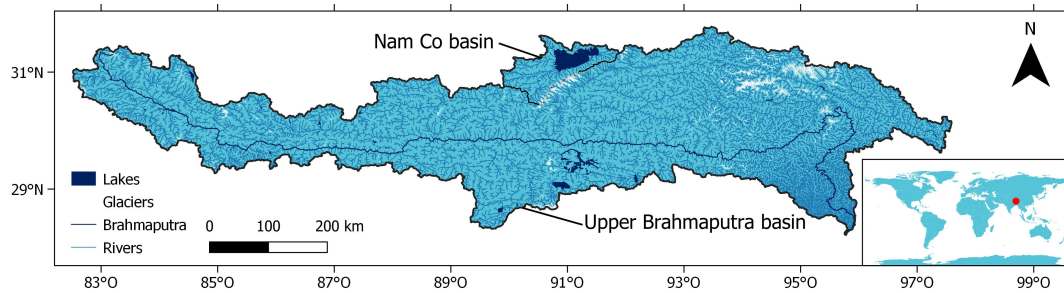 Nam Co basin
N
31°N
29°N
Lakes
Glaciers
Brahmaputra
Rivers
0 100 200 km
Upper Brahmaputra basin
83°O 85°O 87°O 89°O 91°O 93°O 95°O 97°O 99°O